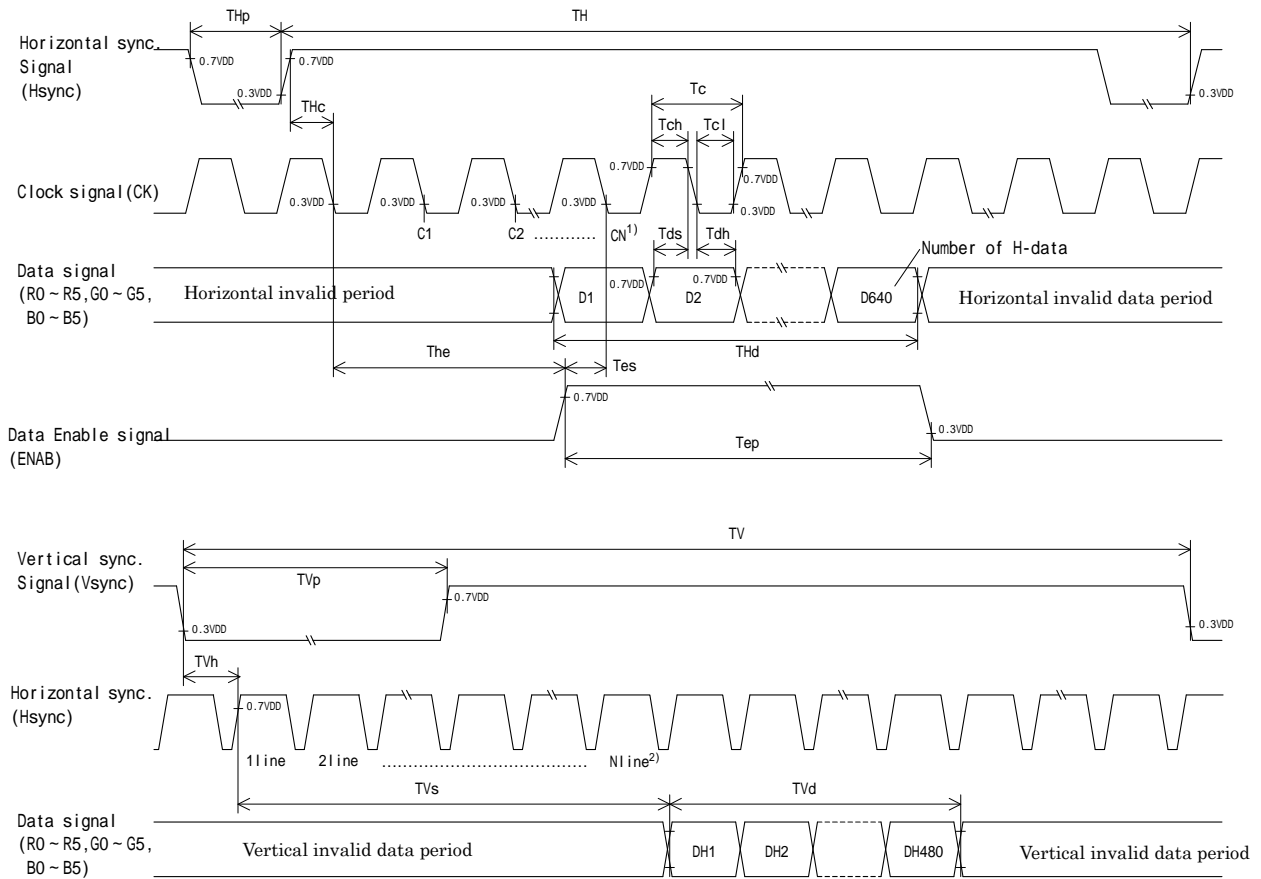 THp
TH
Horizontal sync.
Signal
(Hsync)
0.7VDD
0.3VDD
0.7VDD
0.3VDD
THc
Tc
Tch
Tcl
Clock signal(CK)
0.3VDD
0.3VDD
0.3VDD
0.3VDD
0.7VDD
0.7VDD
0.3VDD
C1
C2
............
CN1)
Tds
Tdh
Number of H-data
Data signal
(R0~R5,G0~G5,
B0~B5)
Horizontal invalid period
D1
0.7VDD
D2
0.7VDD
D640
Horizontal invalid data period
The
Tes
THd
0.7VDD
Data Enable signal
(ENAB)
Tep
0.3VDD
TV
Vertical sync.
Signal(Vsync)
TVp
0.7VDD
0.3VDD
0.3VDD
TVh
Horizontal sync.
(Hsync)
0.7VDD
1line
2line
......................................
Nline2)
TVs
TVd
Data signal
(R0~R5,G0~G5,
B0~B5)
Vertical invalid data period
DH1
DH2
DH480
Vertical invalid data period